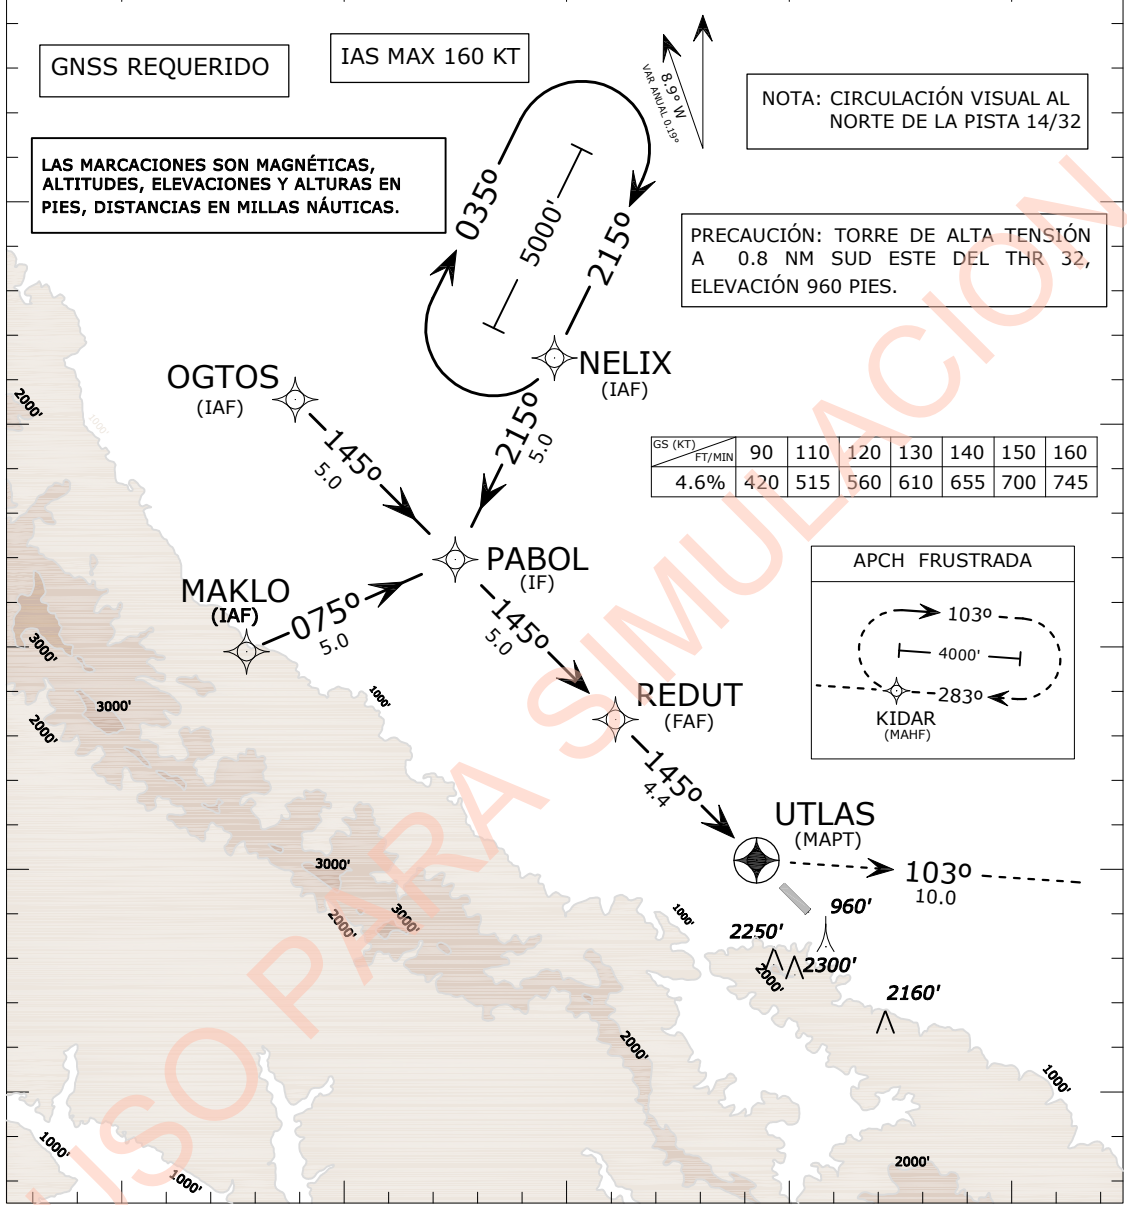 GNSS REQUERIDO
IAS MAX 160 KT
8.9º W
VAR ANUAL 0.19º
NOTA: CIRCULACIÓN VISUAL AL
NORTE DE LA PISTA 14/32
LAS MARCACIONES SON MAGNÉTICAS,
ALTITUDES, ELEVACIONES Y ALTURAS EN
PIES, DISTANCIAS EN MILLAS NÁUTICAS.
035º
5000'
215º
PRECAUCIÓN: TORRE DE ALTA TENSIÓN
A 0.8 NM SUD ESTE DEL THR 32,
ELEVACIÓN 960 PIES.
NELIX
(IAF)
OGTOS
(IAF)
2000'
1000'
145º
5.0
215º
5.0
GS (KT) FT/MIN 90 110 120 130 140 150 160
4.6% 420 515 560 610 655 700 745
PABOL
(IF)
MAKLO
(IAF)
075º
5.0
145º
5.0
APCH FRUSTRADA
103º
4000'
283º
KIDAR
(MAHF)
3000'
3000'
2000'
1000'
REDUT
(FAF)
145º
4.4
UTLAS
(MAPT)
103º
10.0
3000'
3000'
2000'
1000'
960'
2250'
2300'
2000'
2160'
2000'
1000'
1000'
1000'
2000'
USO PARA SIMULACION